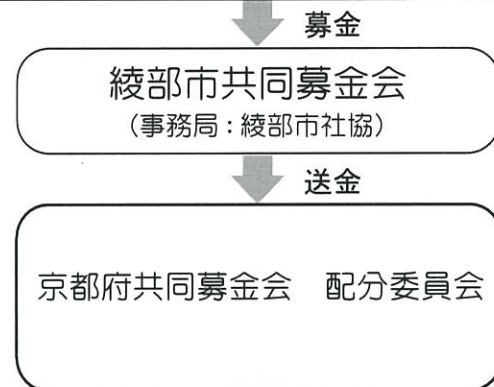 募金
綾部市共同募金会
(事務局:綾部市社協)
送金
京都府共同募金会 配分委員会